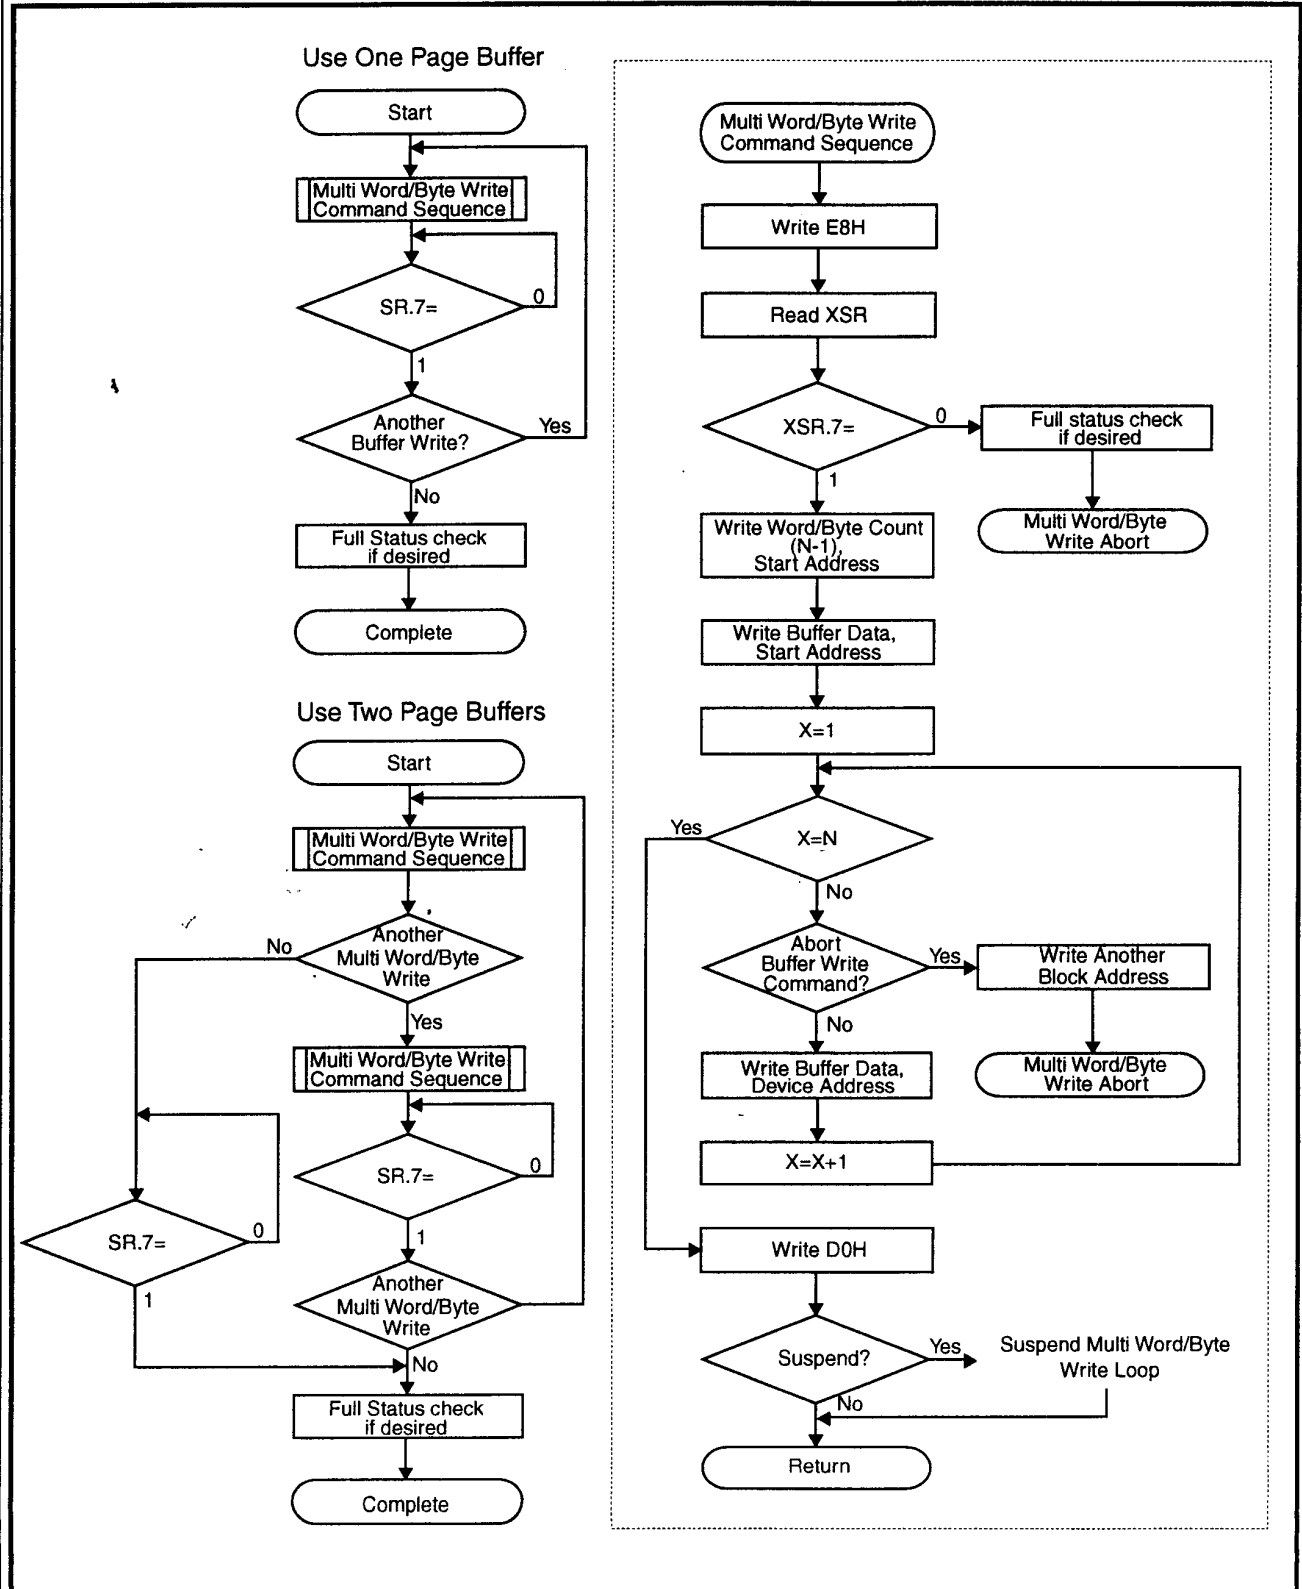 Use One Page Buffer
Start
Multi Word/Byte Write
Command Sequence
SR.7=
0
1
Another
Buffer Write?
Yes
No
Full Status check
if desired
Complete
Use Two Page Buffers
Start
Multi Word/Byte Write
Command Sequence
Another
Multi Word/Byte
Write
No
Yes
Multi Word/Byte Write
Command Sequence
SR.7=
0
1
SR.7=
0
1
Another
Multi Word/Byte
Write
No
Full Status check
if desired
Complete
Multi Word/Byte Write
Command Sequence
Write E8H
Read XSR
XSR.7=
0
Full status check
if desired
Multi Word/Byte
Write Abort
1
Write Word/Byte Count
(N-1),
Start Address
Write Buffer Data,
Start Address
X=1
X=N
Yes
No
Abort
Buffer Write
Command?
Yes
Write Another
Block Address
Multi Word/Byte
Write Abort
No
Write Buffer Data,
Device Address
X=X+1
Write D0H
Suspend?
Yes
Suspend Multi Word/Byte
Write Loop
No
Return